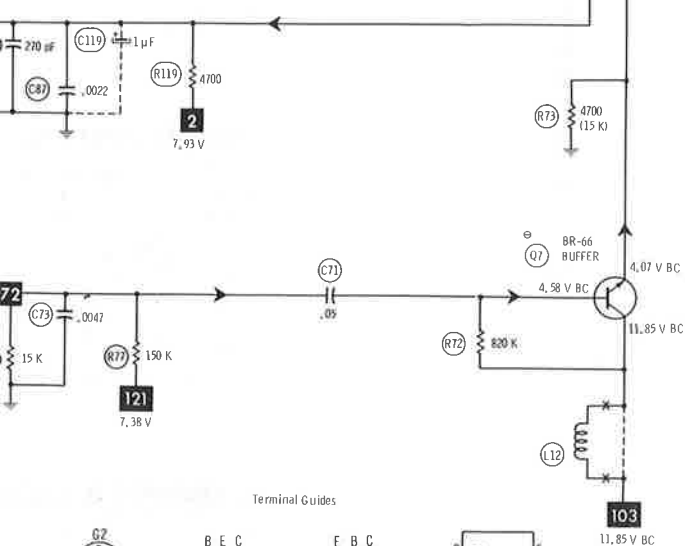 270 pF
C119
1 µF
R119
4700
C87
.0022
2
7.93 V
R73
4700
(15 K)
⊖
BR-66
Q7
BUFFER
C71
.05
4.07 V BC
4.58 V BC
72
C73
.0047
R77
150 K
R72
820 K
11.85 V BC
15 K
121
7.38 V
L12
103
11.85 V BC
Terminal Guides
G2
B E C
E B C